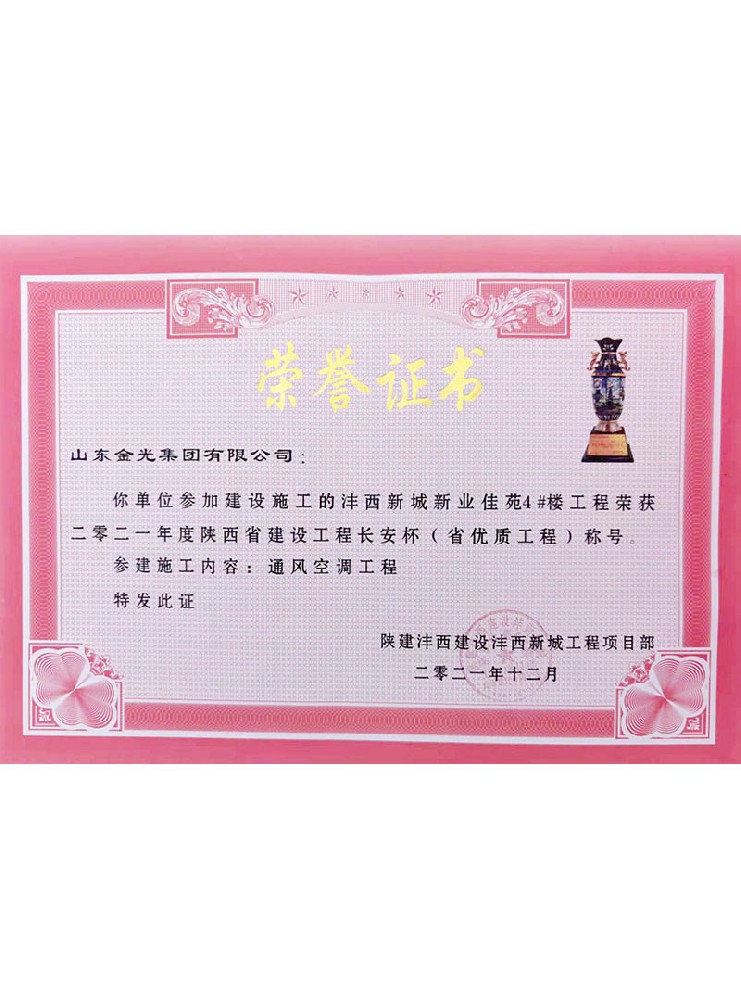 荣誉证书
山东金光集团有限公司：
你单位参加建设施工的沣西新城新业佳苑4#楼工程荣获
二零二一年度陕西省建设工程长安杯（省优质工程）称号。
参建施工内容：通风空调工程
特发此证
陕建沣西建设沣西新城工程项目部
二零二一年十二月